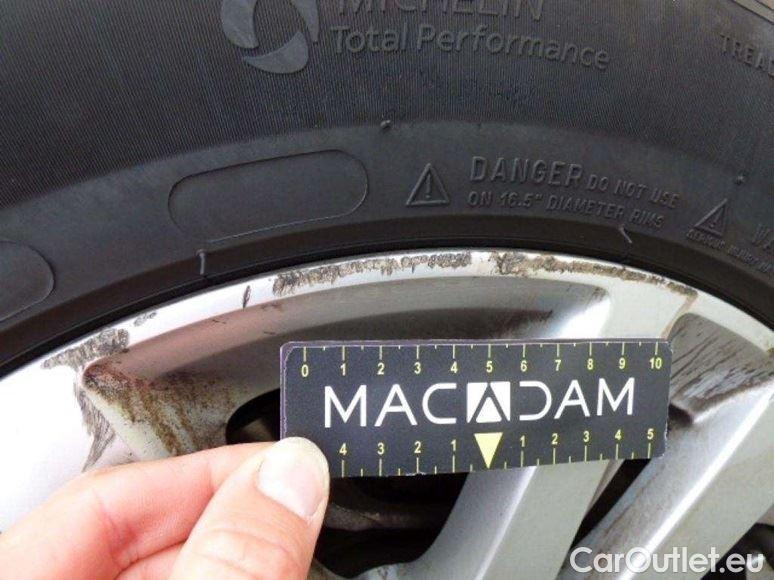 MICHELIN
Total Performance
TREAD
DANGER DO NOT USE
ON 16.5" DIAMETER RIMS
0 1 2 3 4 5 6 7 8 9 10
MACADAM
4 3 2 1 1 2 3 4 5
CarOutlet.eu